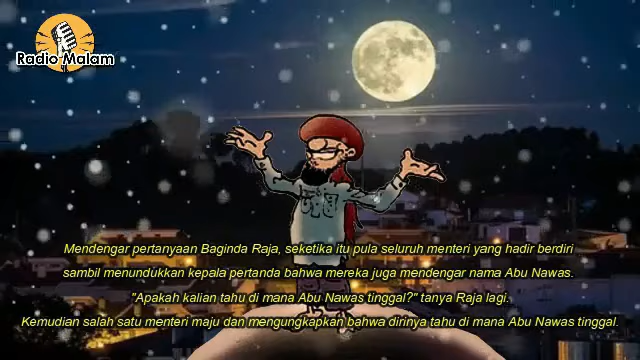 Radio Malam
Mendengar pertanyaan Baginda Raja, seketika itu pula seluruh menteri yang hadir berdiri
sambil menundukkan kepala pertanda bahwa mereka juga mendengar nama Abu Nawas.
"Apakah kalian tahu di mana Abu Nawas tinggal?" tanya Raja lagi.
Kemudian salah satu menteri maju dan mengungkapkan bahwa dirinya tahu di mana Abu Nawas tinggal.